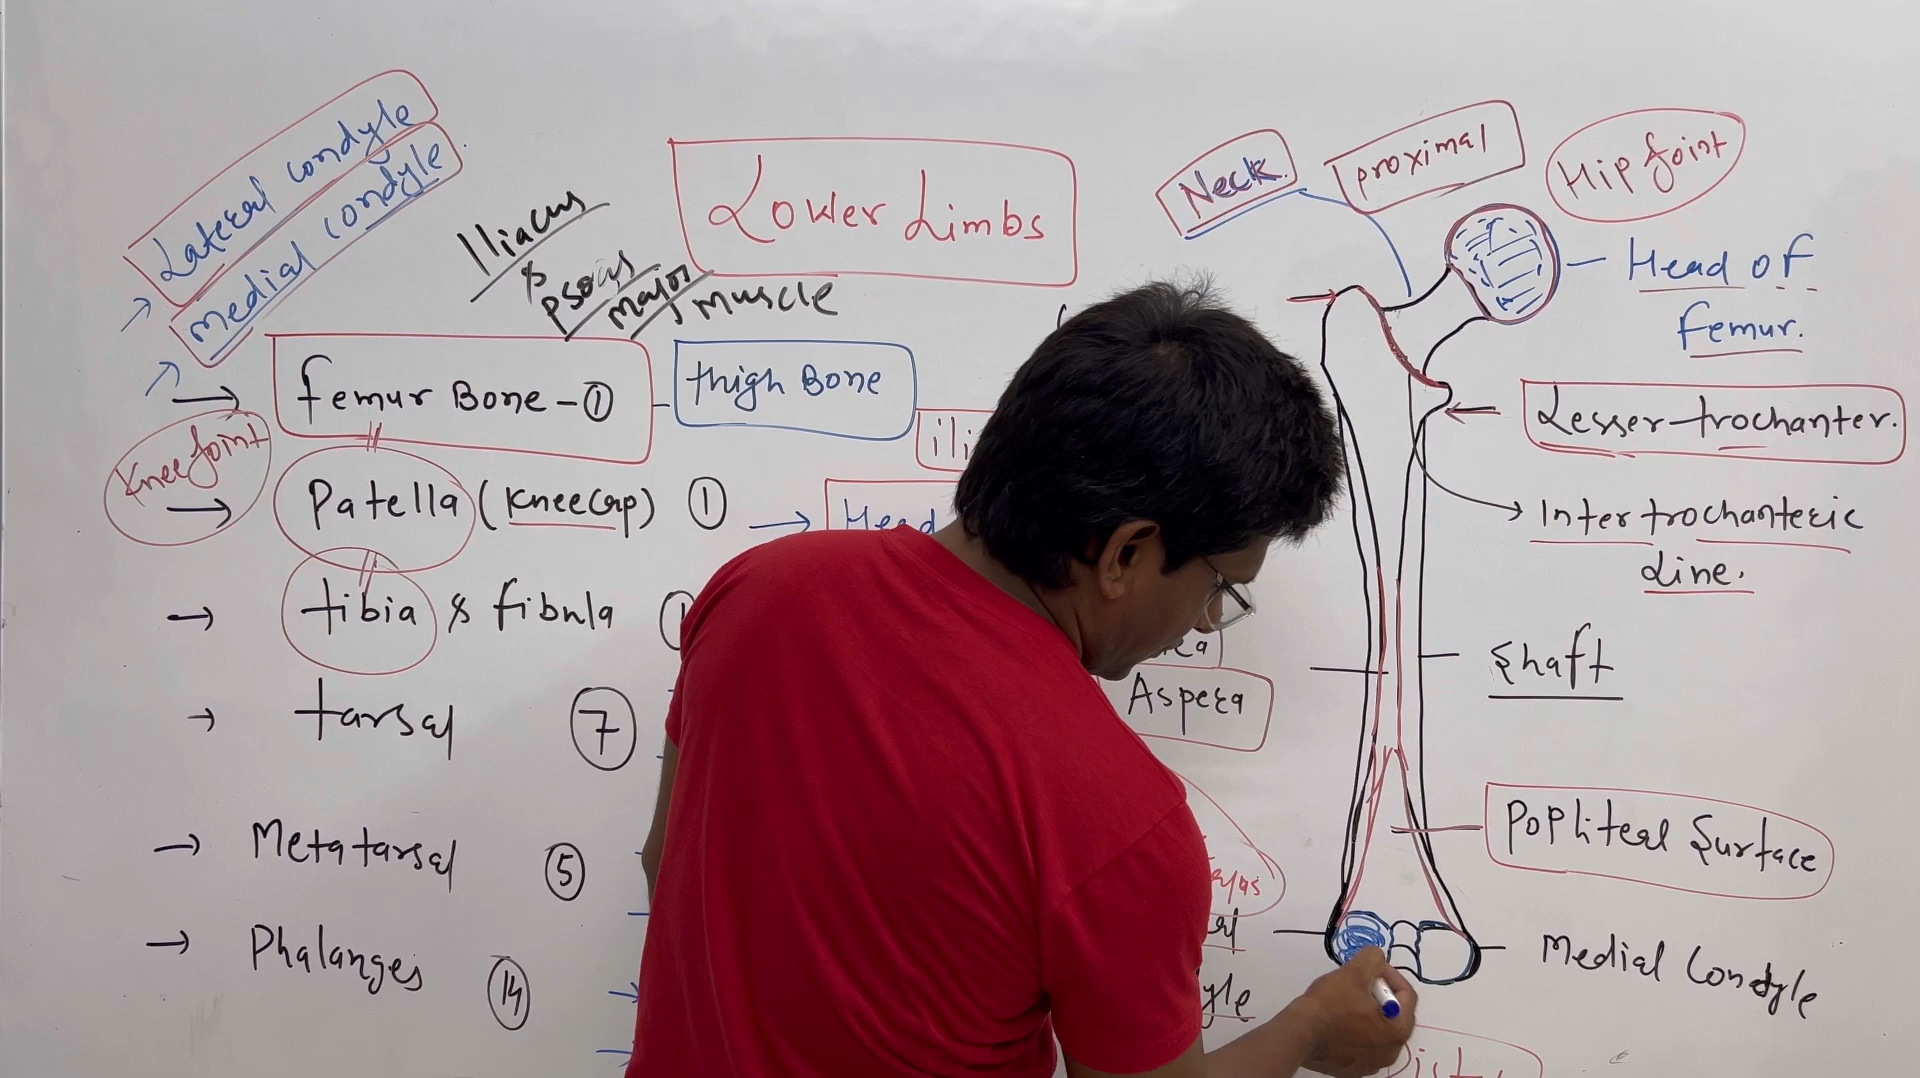 Lateral condyle
medial condyle.
Iliacus
&
psoas
major
muscle
Lower Limbs
Neck.
proximal
Hip Joint
Head of
femur.
femur Bone - 1
thigh Bone
Lesser trochanter.
Knee Joint
Patella (Kneecap) 1
Head
Inter trochanteric
Line.
tibia & fibula
Shaft
Aspera
tarsal 7
Popliteal Surface
Metatarsal 5
Medial Condyle
Phalanges 14